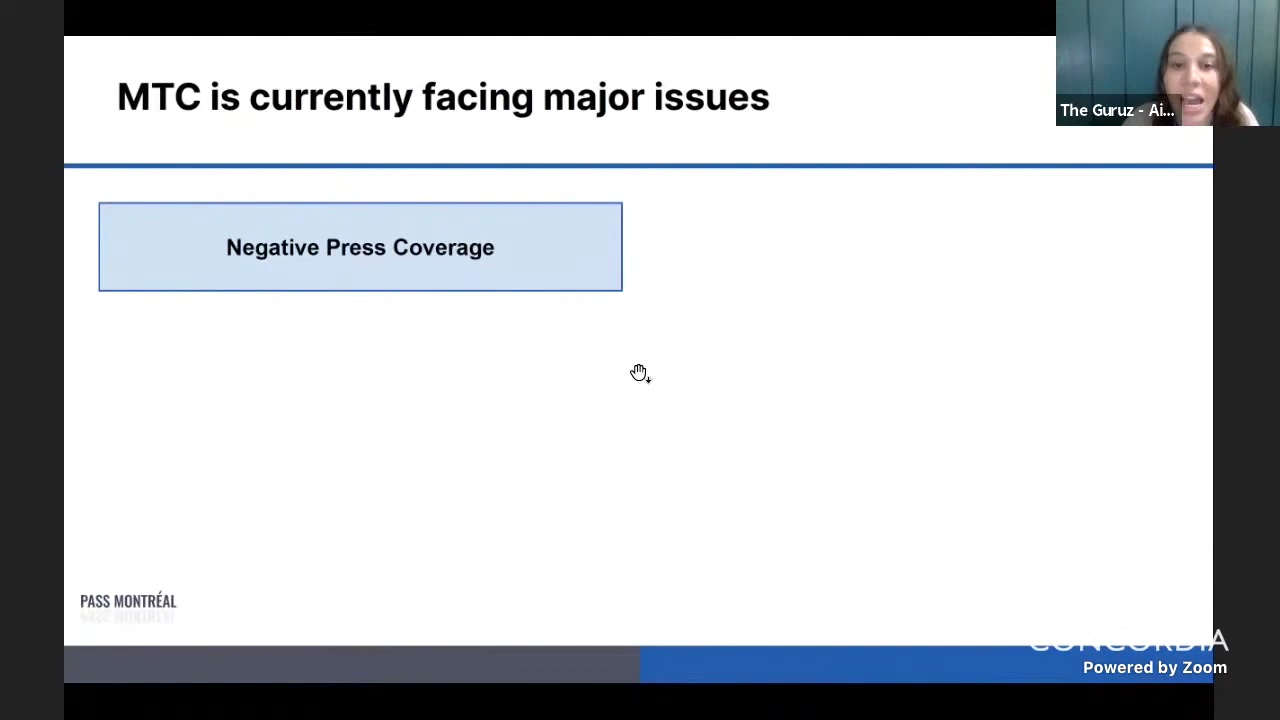 MTC is currently facing major issues
The Guruz - Ai...
Negative Press Coverage
PASS MONTRÉAL
CONCORDIA
Powered by Zoom